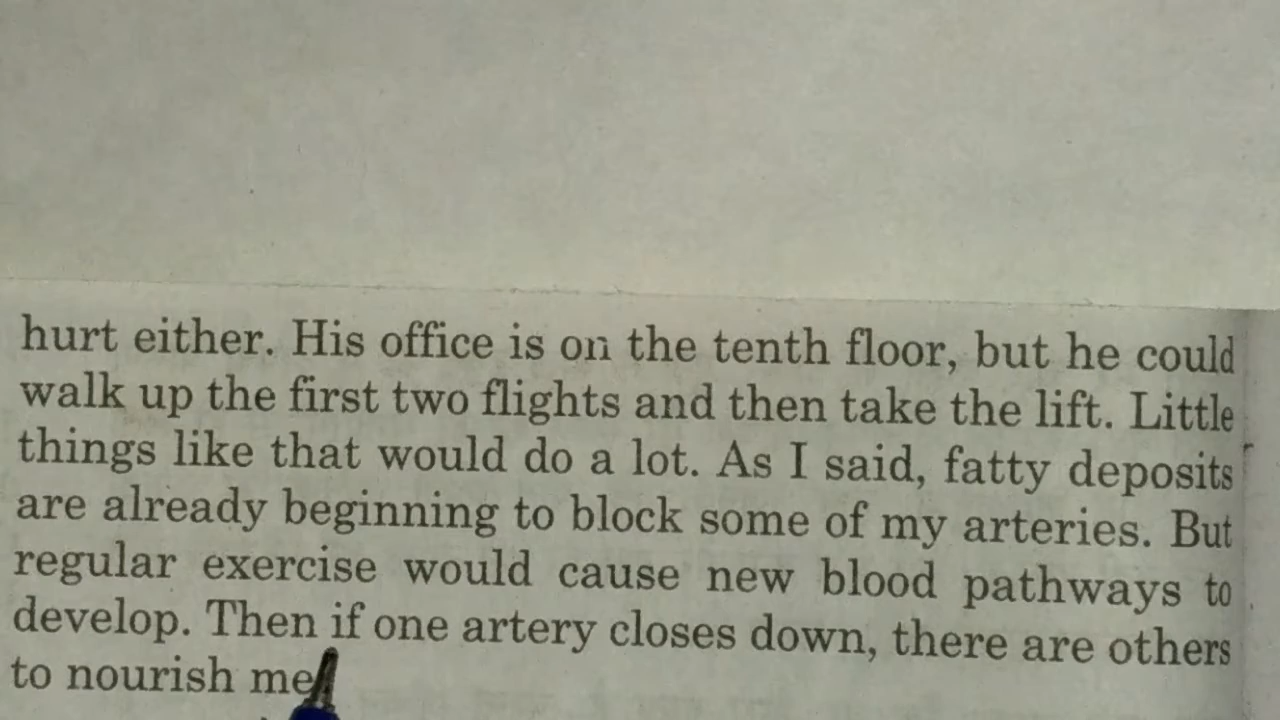 hurt either. His office is on the tenth floor, but he could
walk up the first two flights and then take the lift. Little
things like that would do a lot. As I said, fatty deposits
are already beginning to block some of my arteries. But
regular exercise would cause new blood pathways to
develop. Then if one artery closes down, there are others
to nourish me